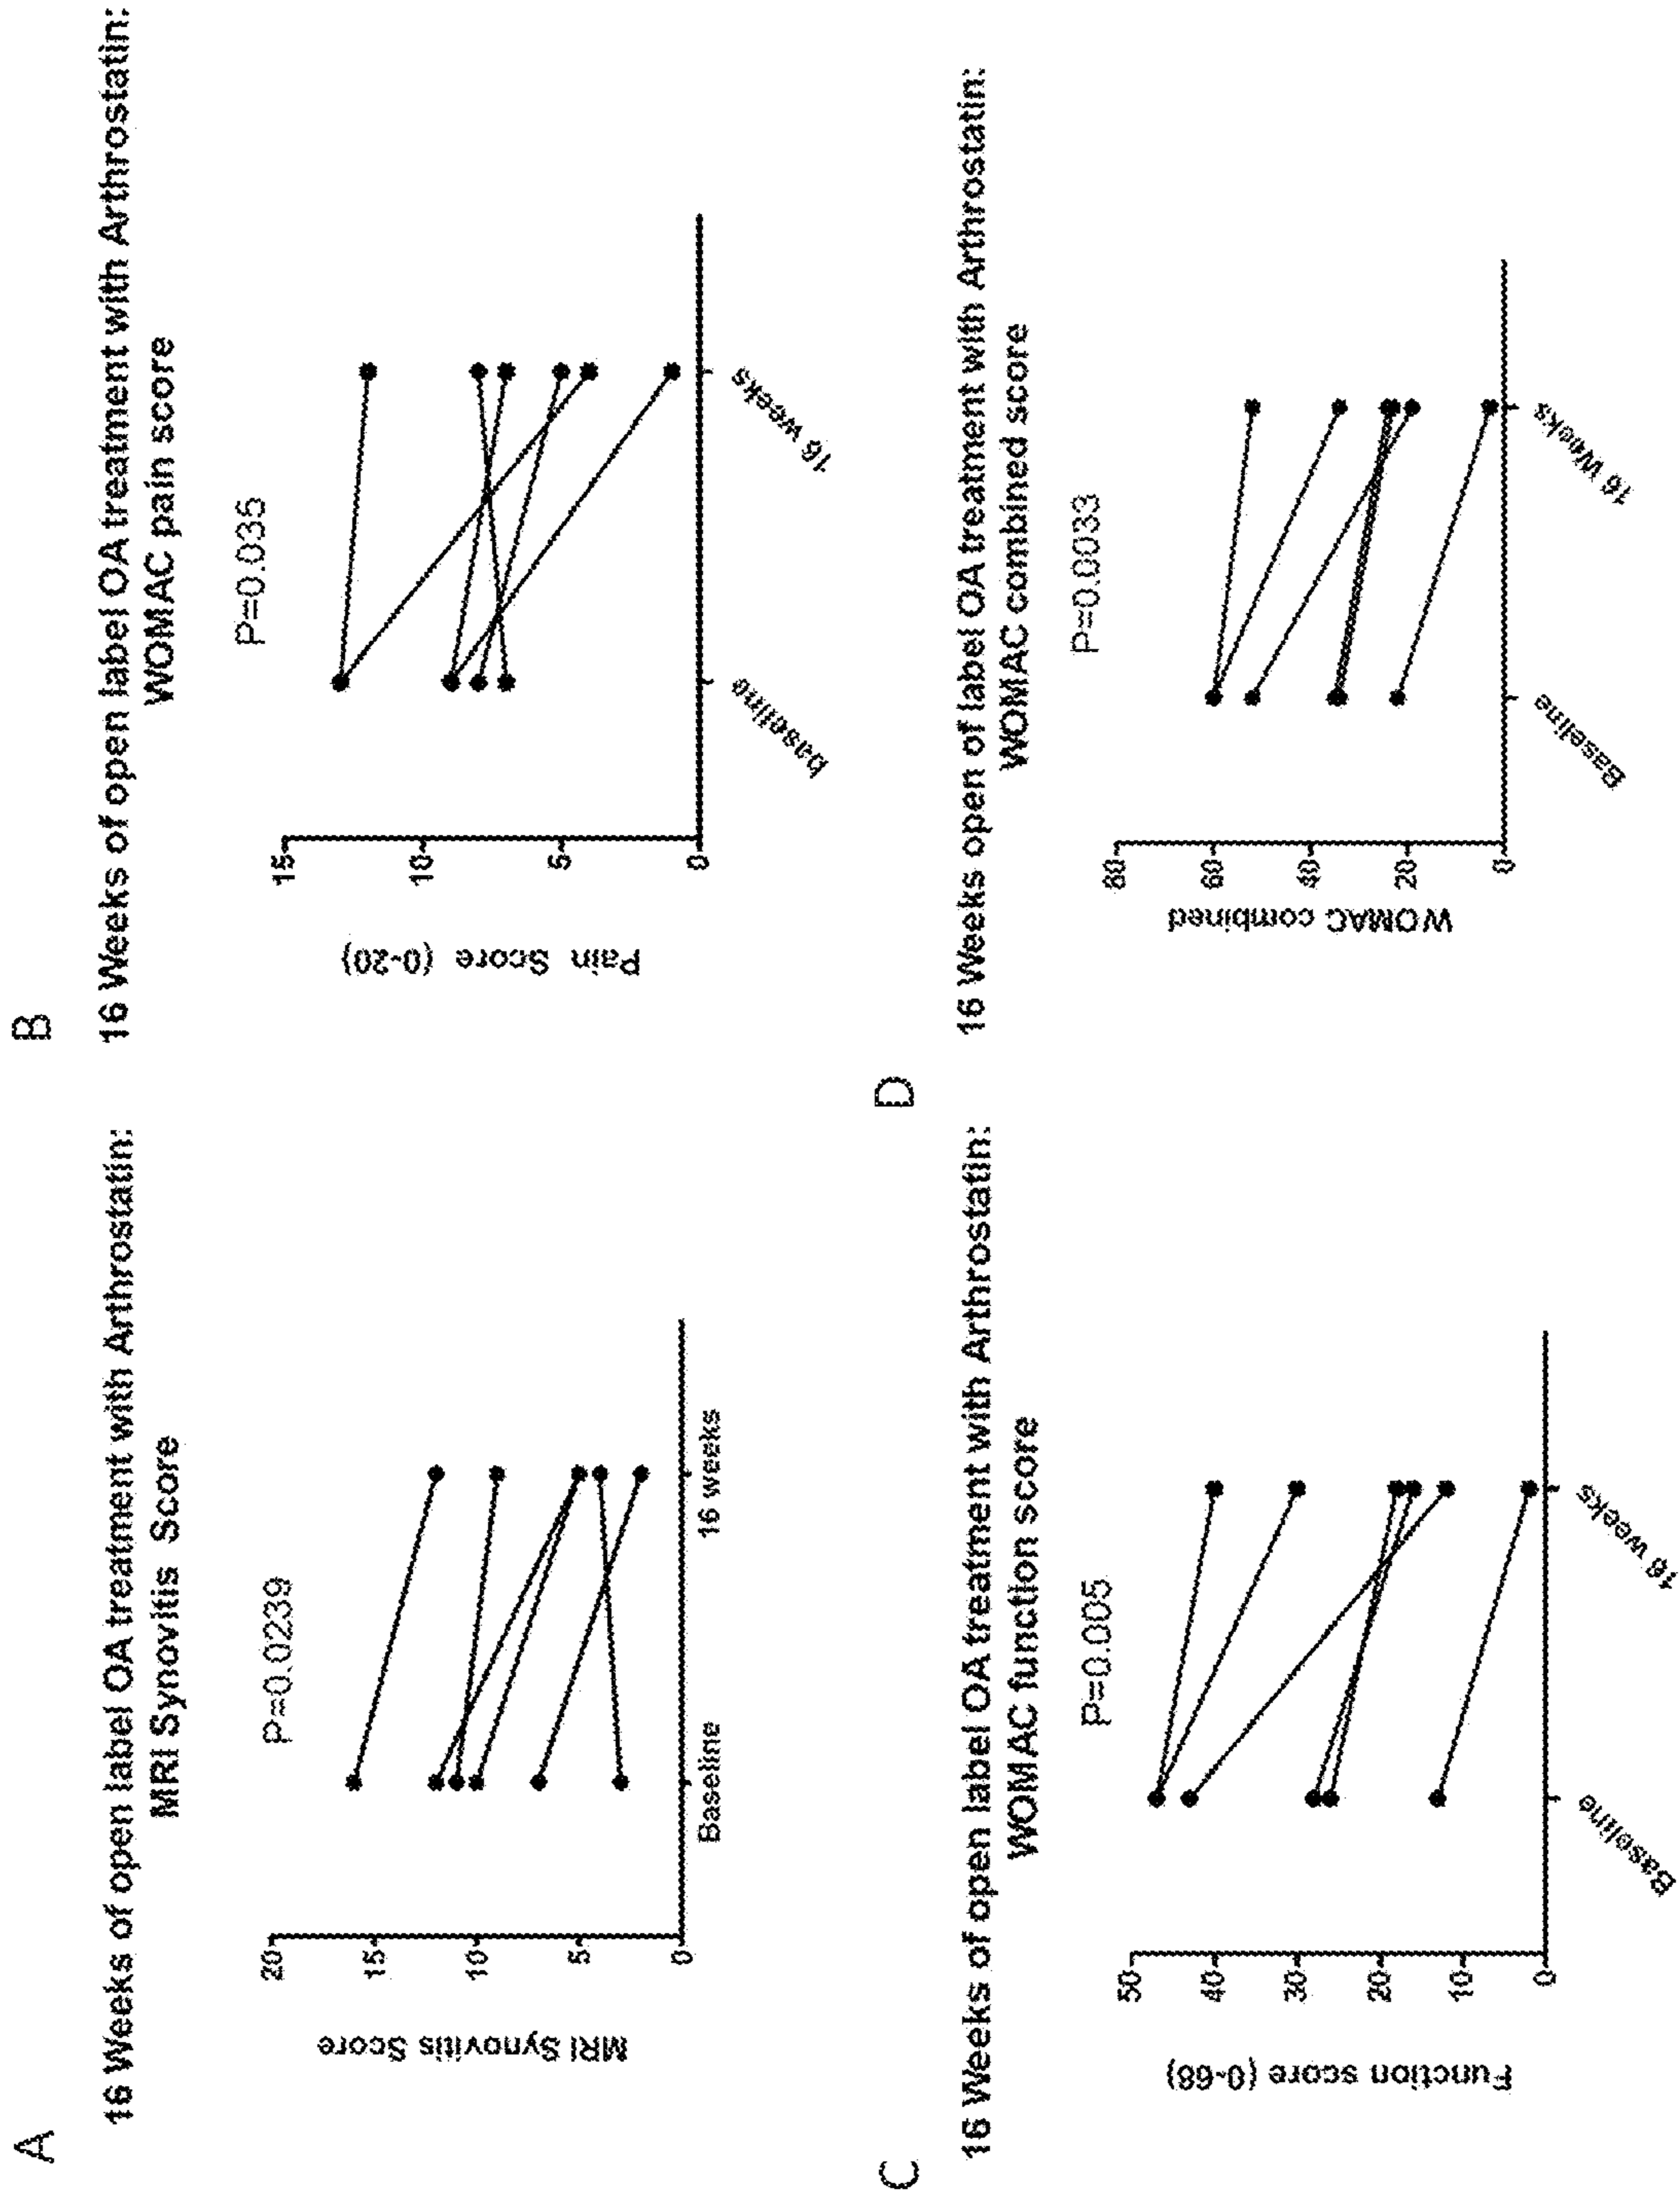 A
16 Weeks of open label OA treatment with Arthrostatin:
MRI Synovitis Score
P=0.0239
MRI Synovitis Score
20
15
10
5
0
Baseline
16 weeks
B
16 Weeks of open label OA treatment with Arthrostatin:
WOMAC pain score
P=0.035
Pain Score (0-20)
15
10
5
0
baseline
16 weeks
C
16 Weeks of open label OA treatment with Arthrostatin:
WOMAC function score
P=0.005
Function score (0-68)
50
40
30
20
10
0
Baseline
16 weeks
D
16 Weeks open of label OA treatment with Arthrostatin:
WOMAC combined score
P=0.0033
WOMAC combined
80
60
40
20
0
Baseline
16 Weeks